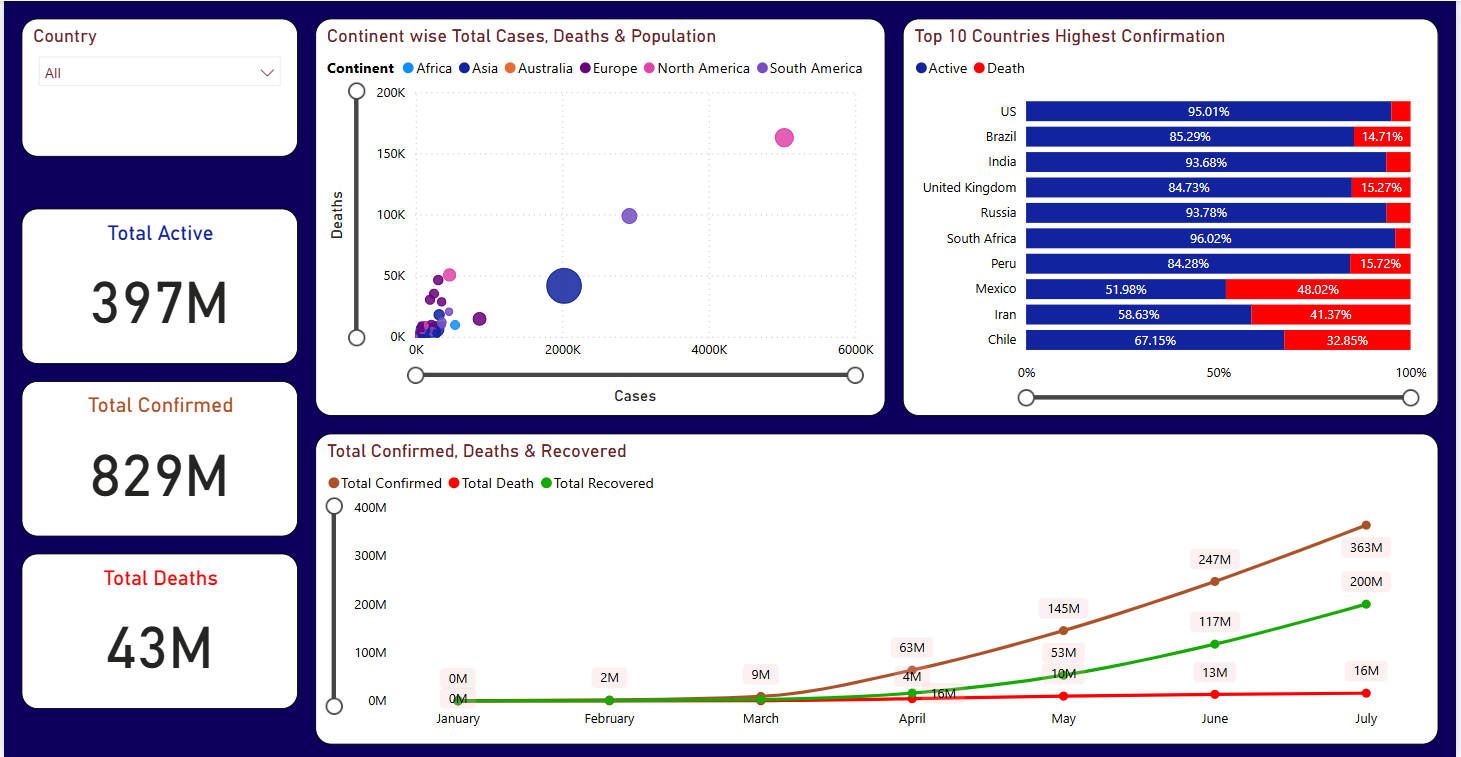 Country
All
Total Active
397M
Total Confirmed
829M
Total Deaths
43M
Continent wise Total Cases, Deaths & Population
Continent Africa Asia Australia Europe North America South America
200K
150K
100K
50K
0K
Deaths
0K 2000K 4000K 6000K
Cases
Top 10 Countries Highest Confirmation
Active Death
US 95.01%
Brazil 85.29% 14.71%
India 93.68%
United Kingdom 84.73% 15.27%
Russia 93.78%
South Africa 96.02%
Peru 84.28% 15.72%
Mexico 51.98% 48.02%
Iran 58.63% 41.37%
Chile 67.15% 32.85%
0% 50% 100%
Total Confirmed, Deaths & Recovered
Total Confirmed Total Death Total Recovered
400M
300M
200M
100M
0M
0M 2M 9M 63M 145M 247M 363M
0M 4M 10M 13M 16M
16M 53M 117M 200M
January February March April May June July